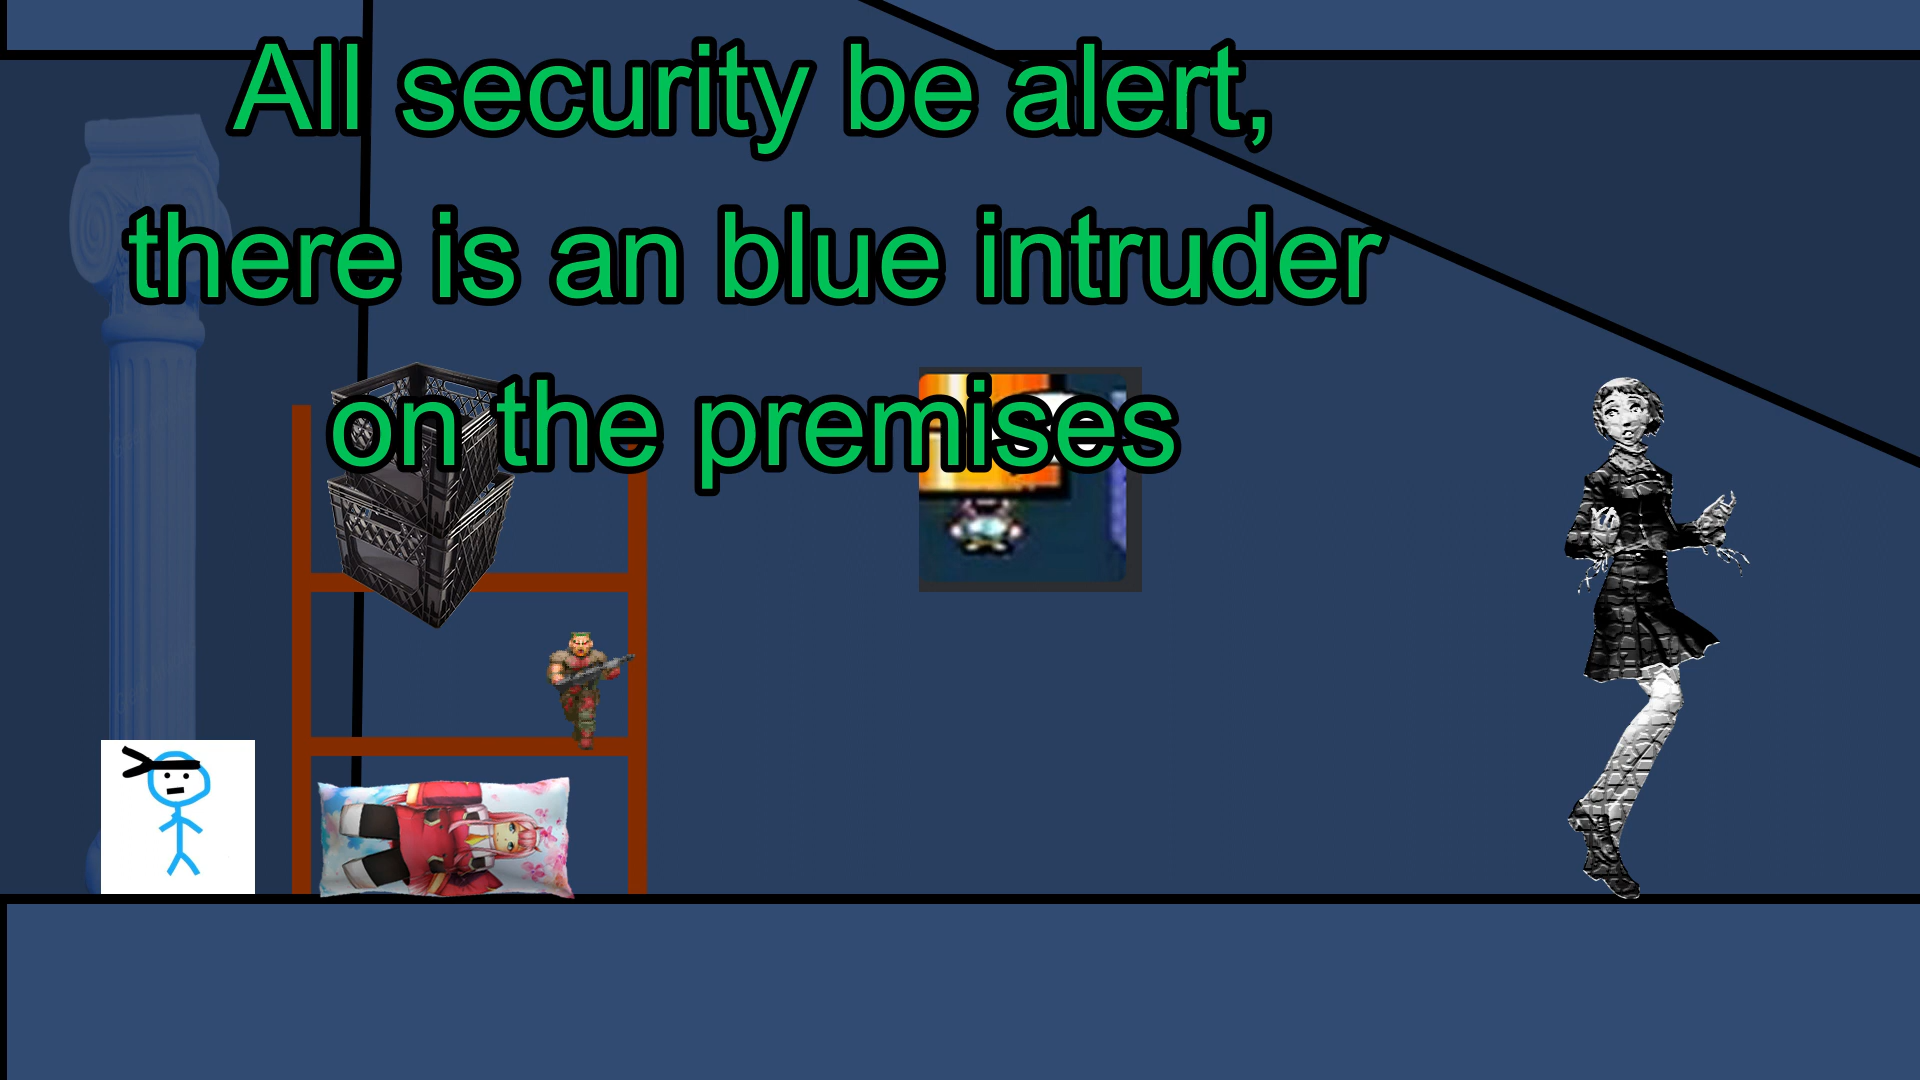 All security be alert,
there is an blue intruder
on the premises